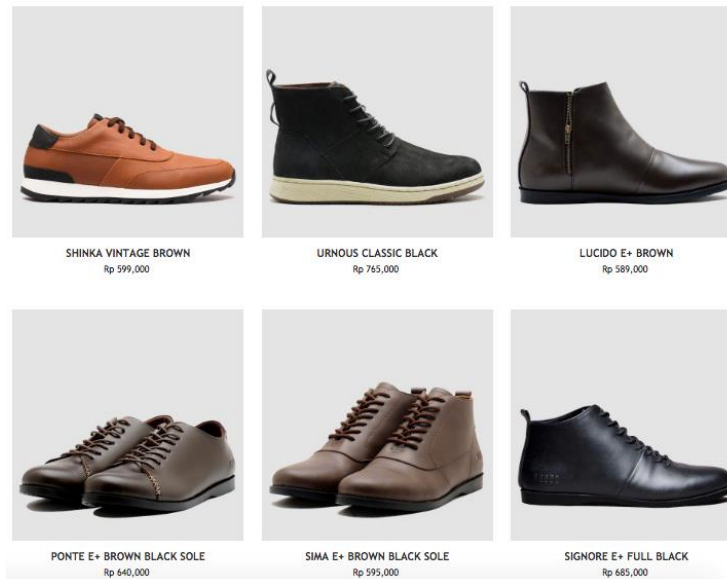 SHINKA VINTAGE BROWN
Rp 599,000
URNOUS CLASSIC BLACK
Rp 765,000
LUCIDO E+ BROWN
Rp 589,000
PONTE E+ BROWN BLACK SOLE
Rp 640,000
SIMA E+ BROWN BLACK SOLE
Rp 595,000
SIGNORE E+ FULL BLACK
Rp 685,000